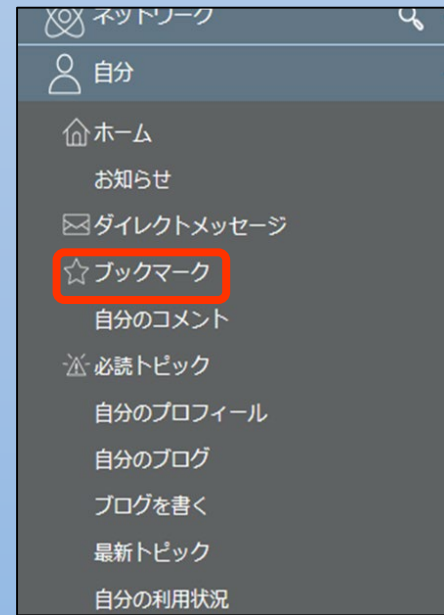 ネットワーク
自分
ホーム
お知らせ
ダイレクトメッセージ
ブックマーク
自分のコメント
必読トピック
自分のプロフィール
自分のブログ
ブログを書く
最新トピック
自分の利用状況